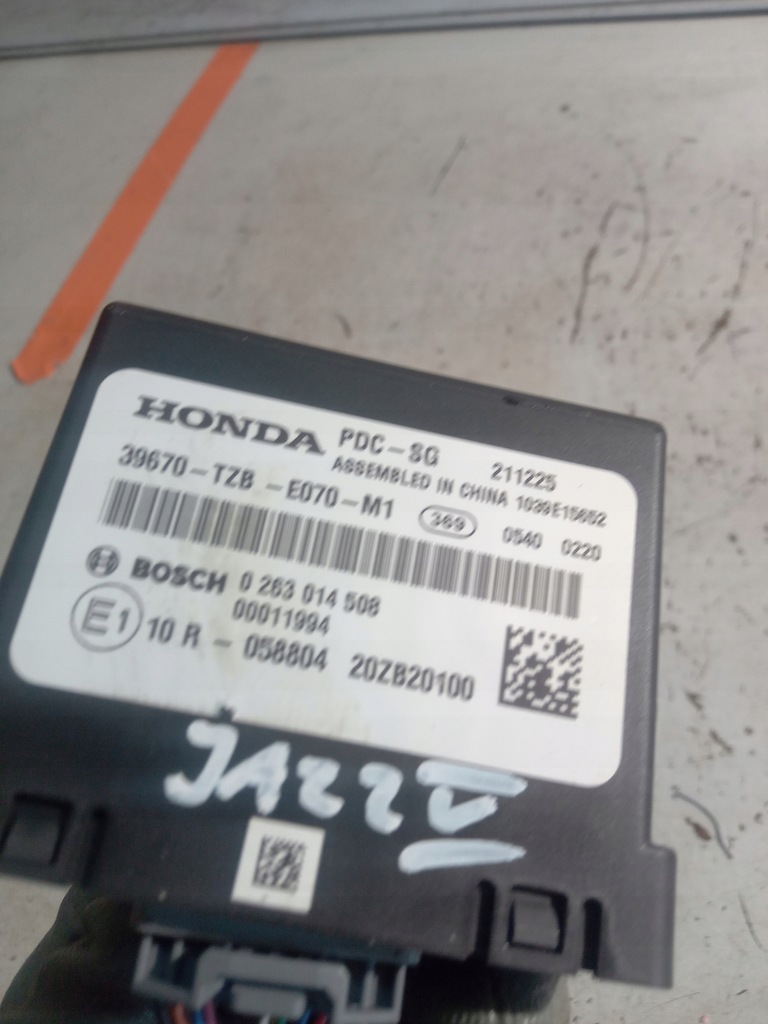 HONDA PDC-SG 211225
39670-TZB-E070-M1 ASSEMBLED IN CHINA 1039E15652
369 0540 0220
BOSCH 0 263 014 508
00011994
E1 10 R - 058804 20ZB20100
JAZZ V